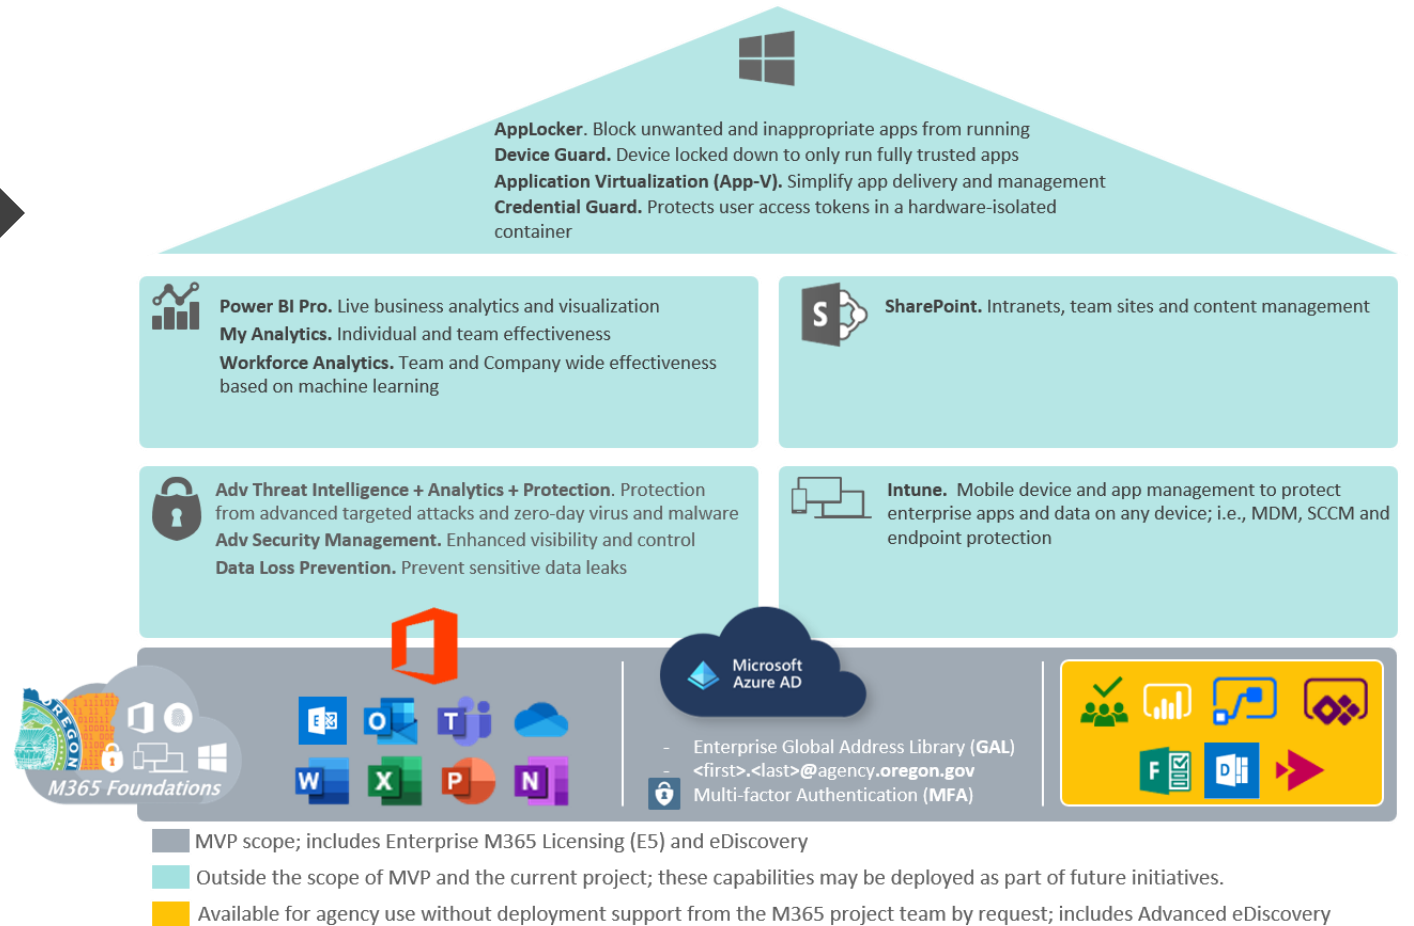 AppLocker. Block unwanted and inappropriate apps from running
Device Guard. Device locked down to only run fully trusted apps
Application Virtualization (App-V). Simplify app delivery and management
Credential Guard. Protects user access tokens in a hardware-isolated
container
Power BI Pro. Live business analytics and visualization
My Analytics. Individual and team effectiveness
Workforce Analytics. Team and Company wide effectiveness
based on machine learning
S
SharePoint. Intranets, team sites and content management
Adv Threat Intelligence + Analytics + Protection. Protection
from advanced targeted attacks and zero-day virus and malware
Adv Security Management. Enhanced visibility and control
Data Loss Prevention. Prevent sensitive data leaks
Intune.  Mobile device and app management to protect
enterprise apps and data on any device; i.e., MDM, SCCM and
endpoint protection
OREGON
M365 Foundations
E
O
T
W
X
P
N
Microsoft
Azure AD
- Enterprise Global Address Library (GAL)
- <first>.<last>@agency.oregon.gov
Multi-factor Authentication (MFA)
F
D
MVP scope; includes Enterprise M365 Licensing (E5) and eDiscovery
Outside the scope of MVP and the current project; these capabilities may be deployed as part of future initiatives.
Available for agency use without deployment support from the M365 project team by request; includes Advanced eDiscovery